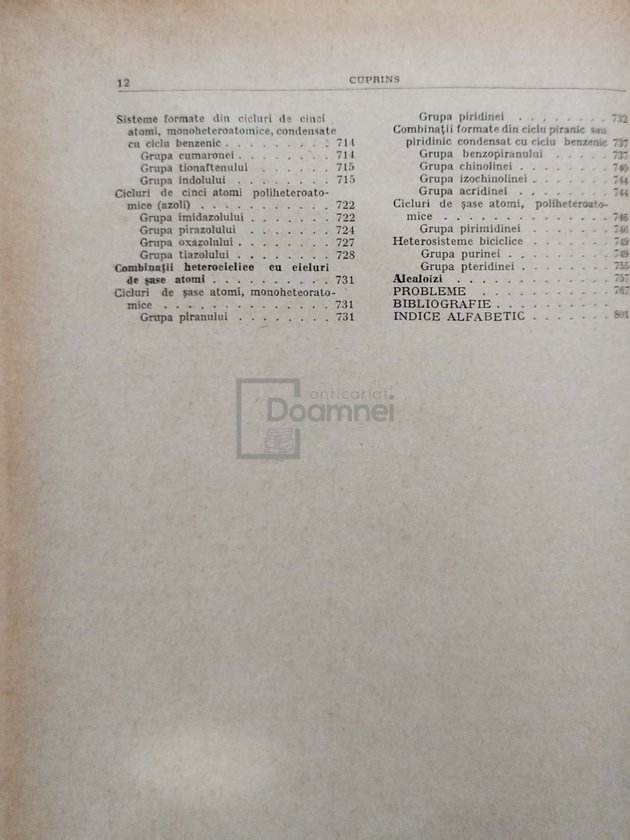 12
CUPRINS
Sisteme formate din cicluri de cinci
atomi, monoheteroatomice, condensate
cu ciclu benzenic . . . . . . . . . 714
Grupa cumaronei . . . . . . . . 714
Grupa tionaftenului . . . . . . 715
Grupa indolului . . . . . . . . 715
Cicluri de cinci atomi poliheteroato-
mice (azoli) . . . . . . . . . . . . 722
Grupa imidazolului . . . . . . . 722
Grupa pirazolului . . . . . . . 724
Grupa oxazolului . . . . . . . . 727
Grupa tiazolului . . . . . . . . 728
Combinații heterociclice cu cicluri
de șase atomi . . . . . . . . . . 731
Cicluri de șase atomi, monoheteorato-
mice . . . . . . . . . . . . . . . 731
Grupa piranului . . . . . . . . 731
Grupa piridinei . . . . . . . . 732
Combinații formate din ciclu piranic sau
piridinic condensat cu ciclu benzenic 737
Grupa benzopiranului . . . . . 737
Grupa chinolinei . . . . . . . . 740
Grupa izochinolinei . . . . . . 744
Grupa acridinei . . . . . . . . 744
Cicluri de șase atomi, poliheteroato-
mice . . . . . . . . . . . . . . . 746
Grupa pirimidinei . . . . . . . 746
Heterosisteme biciclice . . . . . . 749
Grupa purinei . . . . . . . . . 749
Grupa pteridinei . . . . . . . . 755
Alcaloizi . . . . . . . . . . . . . 757
PROBLEME . . . . . . . . . . . . 767
BIBLIOGRAFIE . . . . . . . . . .
INDICE ALFABETIC . . . . . . . 801
anticariat
Doamnei